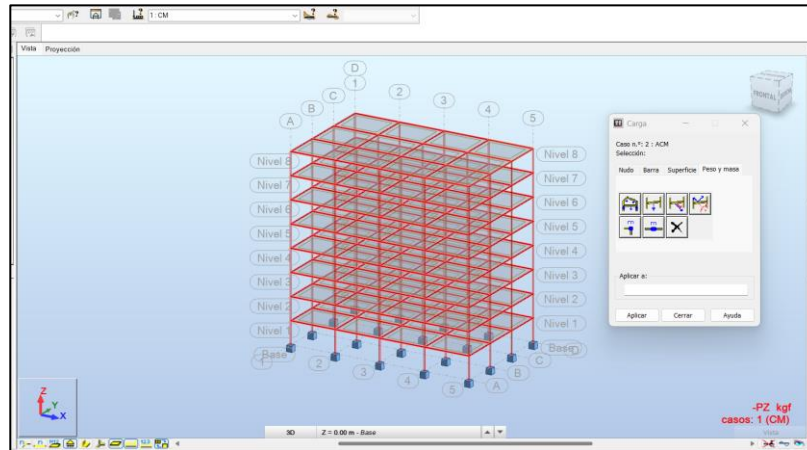 1: CM
Vista Proyección
D
1
C
2
B
3
A
4
5
Nivel 8
Nivel 8
Nivel 7
Nivel 7
Nivel 6
Nivel 6
Nivel 5
Nivel 5
Nivel 4
Nivel 4
Nivel 3
Nivel 3
Nivel 2
Nivel 2
Nivel 1
Nivel 1
Base
Base
D
1
C
2
B
3
A
4
5
FRONTAL
Carga
Caso n.º: 2 : ACM
Selección:
Nudo Barra Superficie Peso y masa
m
m
Aplicar a:
Aplicar Cerrar Ayuda
Z
Y
X
-PZ kgf
casos: 1 (CM)
Vista
3D Z = 0.00 m - Base